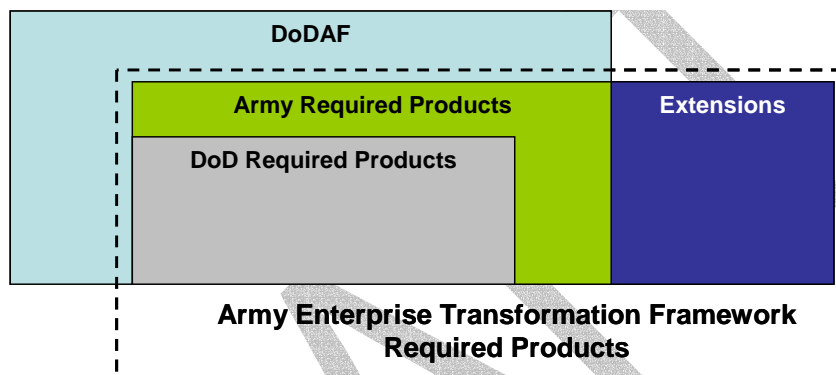 DoDAF
Army Required Products
Extensions
DoD Required Products
Army Enterprise Transformation Framework
Required Products